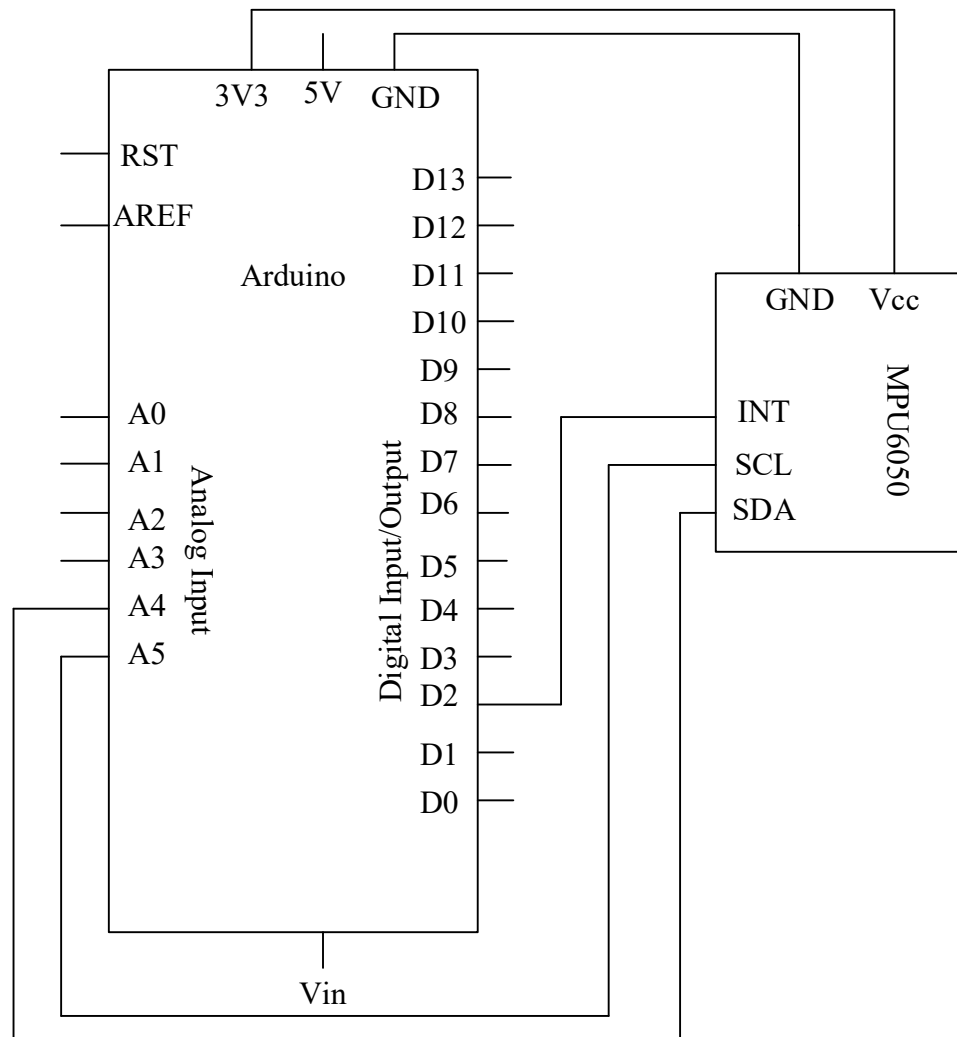 3V3 5V GND
RST
AREF
Arduino
A0
A1
A2
A3
A4
A5
Analog Input
D13
D12
D11
D10
D9
D8
D7
D6
D5
D4
D3
D2
D1
D0
Digital Input/Output
Vin
GND Vcc
INT
SCL
SDA
MPU6050